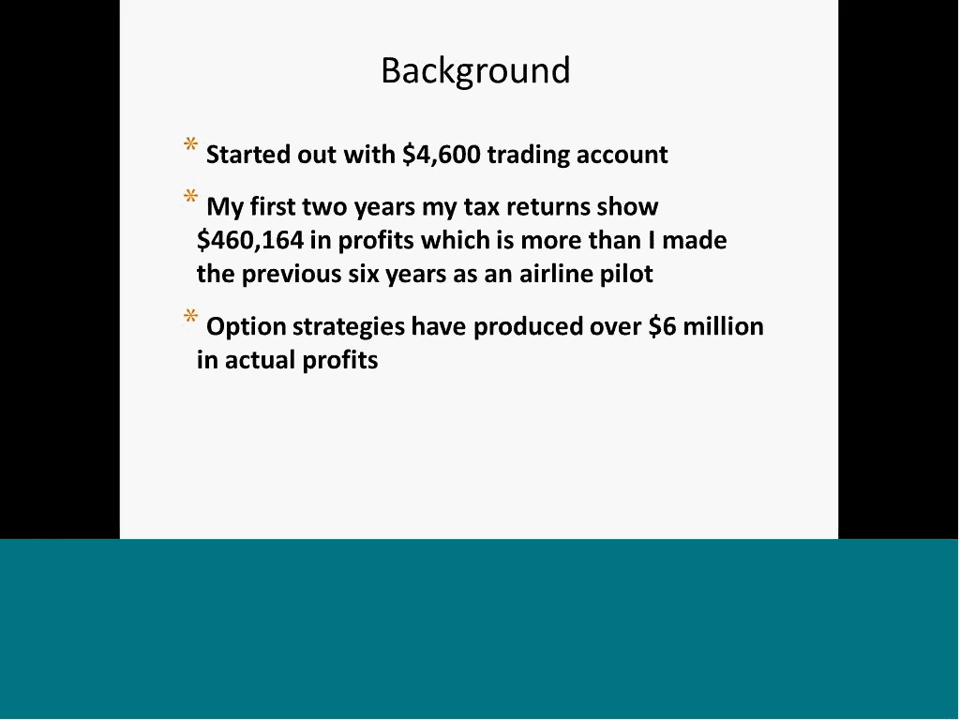 Background
* Started out with $4,600 trading account
* My first two years my tax returns show
$460,164 in profits which is more than I made
the previous six years as an airline pilot
* Option strategies have produced over $6 million
in actual profits